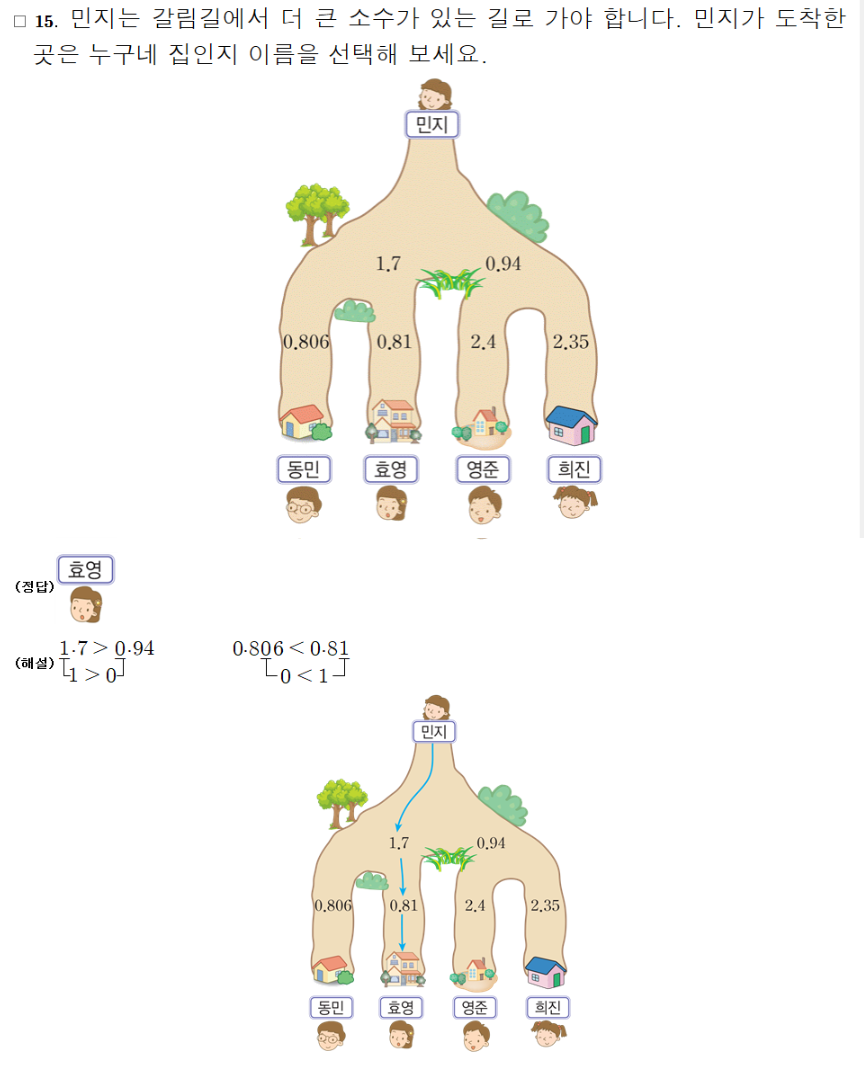 □ 15. 민지는 갈림길에서 더 큰 소수가 있는 길로 가야 합니다. 민지가 도착한
곳은 누구네 집인지 이름을 선택해 보세요.
민지
1.7 0.94
0.806 0.81 2.4 2.35
동민 효영 영준 희진
(정답) 효영
(해설) 1.7 > 0.94 0.806 < 0.81
1 > 0 0 < 1
민지
1.7 0.94
0.806 0.81 2.4 2.35
동민 효영 영준 희진